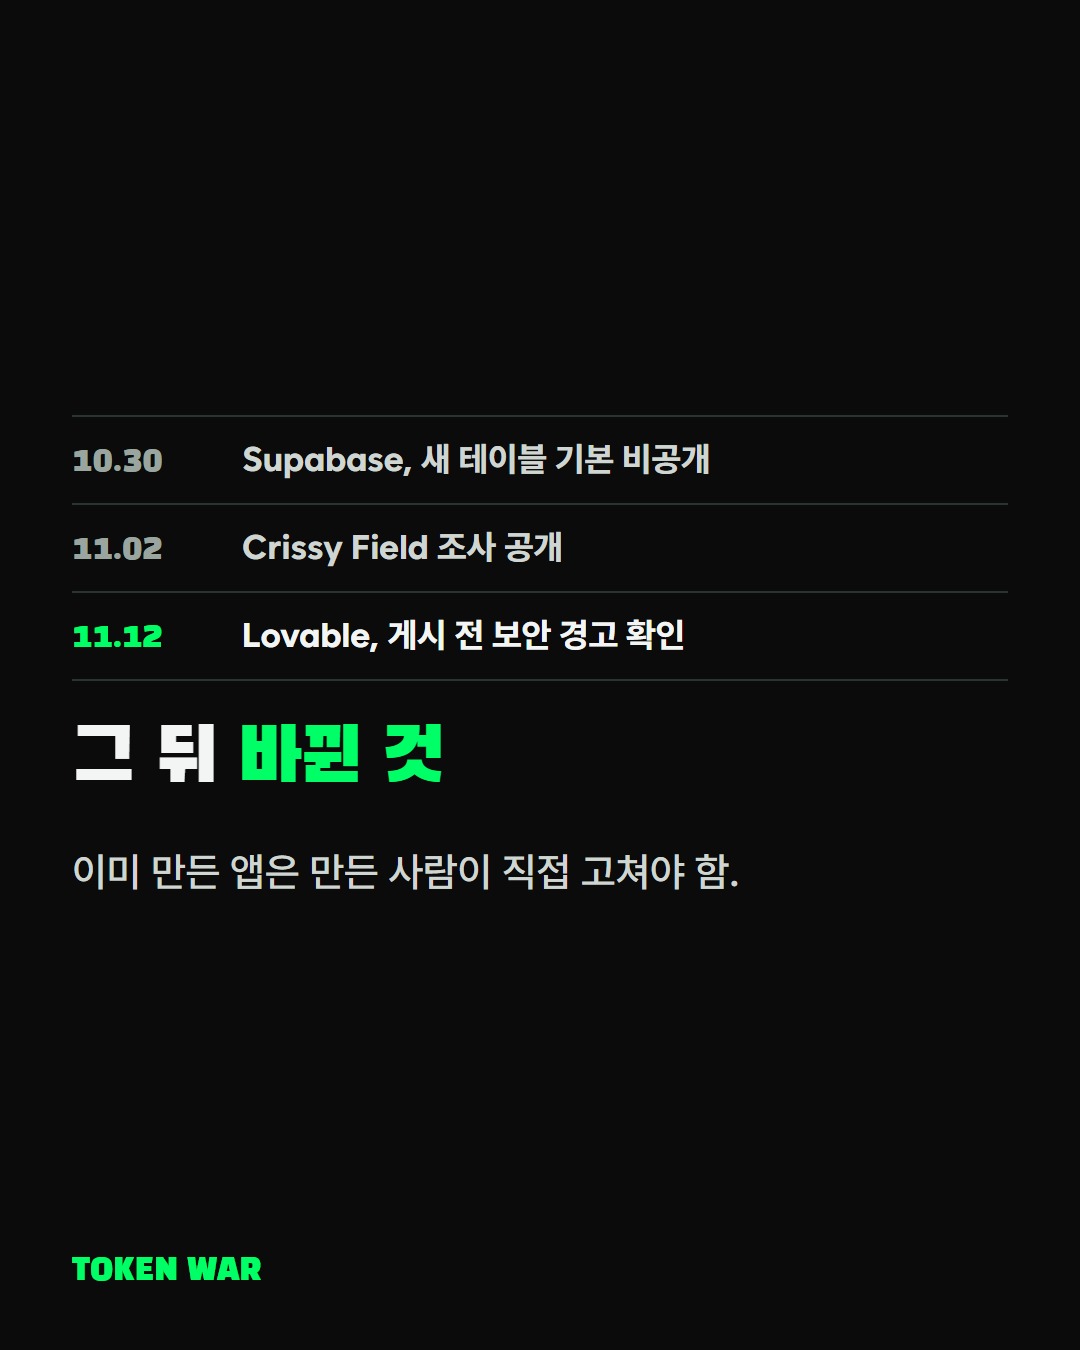 10.30 Supabase, 새 테이블 기본 비공개
11.02 Crissy Field 조사 공개
11.12 Lovable, 게시 전 보안 경고 확인
그 뒤 바뀐 것
이미 만든 앱은 만든 사람이 직접 고쳐야 함.
TOKEN WAR